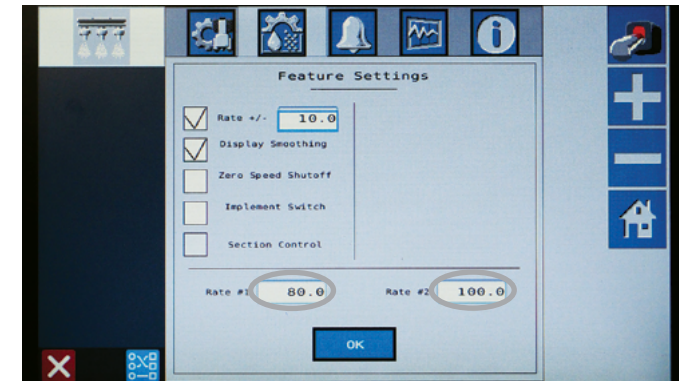 Feature Settings
Rate +/- 10.0
Display Smoothing
Zero Speed Shutoff
Implement Switch
Section Control
Rate #1 80.0 Rate #2 100.0
OK